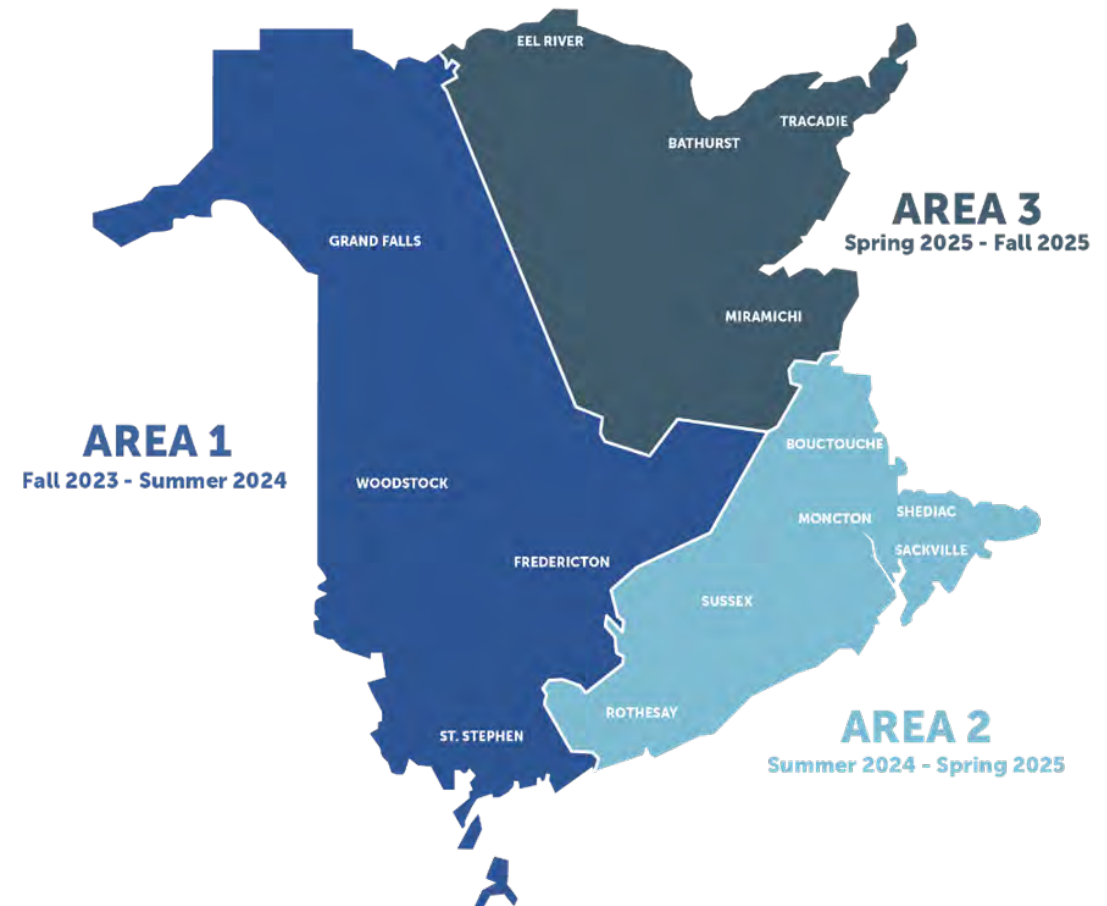 EEL RIVER
TRACADIE
BATHURST
AREA 3
Spring 2025 - Fall 2025
GRAND FALLS
MIRAMICHI
AREA 1
Fall 2023 - Summer 2024
WOODSTOCK
BOUCTOUCHE
SHEDIAC
MONCTON
SACKVILLE
FREDERICTON
SUSSEX
ROTHESAY
ST. STEPHEN
AREA 2
Summer 2024 - Spring 2025